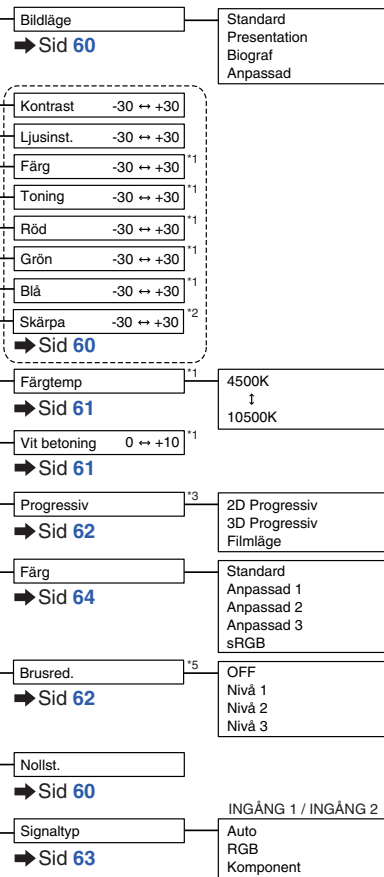 Bildläge
➡ Sid 60
Standard
Presentation
Biograf
Anpassad
Kontrast -30 ↔ +30
Ljusinst. -30 ↔ +30
Färg -30 ↔ +30 *1
Toning -30 ↔ +30 *1
Röd -30 ↔ +30 *1
Grön -30 ↔ +30 *1
Blå -30 ↔ +30 *1
Skärpa -30 ↔ +30 *2
➡ Sid 60
Färgtemp *1
➡ Sid 61
4500K
↕
10500K
Vit betoning 0 ↔ +10 *1
➡ Sid 61
Progressiv *3
➡ Sid 62
2D Progressiv
3D Progressiv
Filmläge
Färg
➡ Sid 64
Standard
Anpassad 1
Anpassad 2
Anpassad 3
sRGB
Brusred. *5
➡ Sid 62
OFF
Nivå 1
Nivå 2
Nivå 3
Nollst.
➡ Sid 60
Signaltyp
➡ Sid 63
INGÅNG 1 / INGÅNG 2
Auto
RGB
Komponent